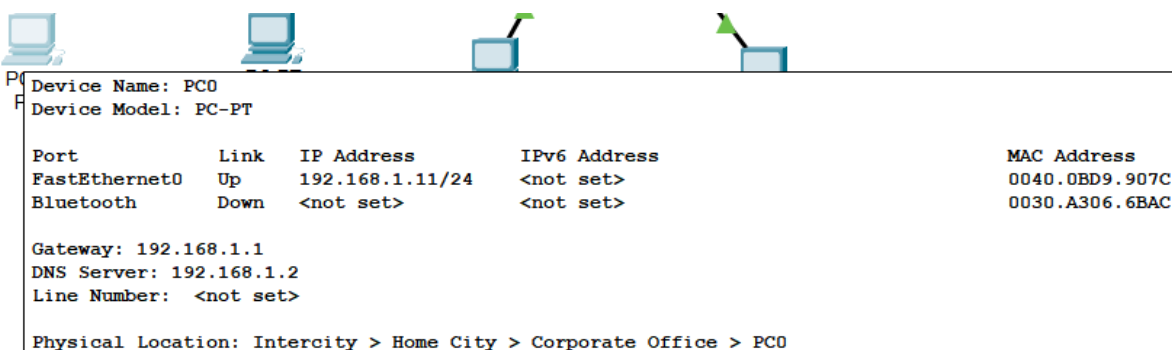 Device Name: PC0
Device Model: PC-PT
Port Link IP Address IPv6 Address MAC Address
FastEthernet0 Up 192.168.1.11/24 <not set> 0040.0BD9.907C
Bluetooth Down <not set> <not set> 0030.A306.6BAC
Gateway: 192.168.1.1
DNS Server: 192.168.1.2
Line Number: <not set>
Physical Location: Intercity > Home City > Corporate Office > PC0